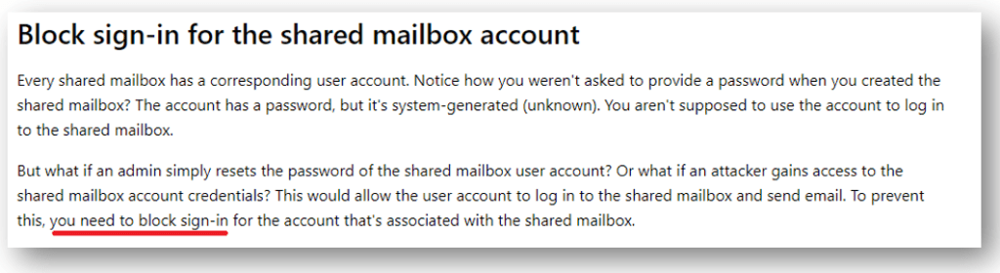 Block sign-in for the shared mailbox account
Every shared mailbox has a corresponding user account. Notice how you weren't asked to provide a password when you created the
shared mailbox? The account has a password, but it's system-generated (unknown). You aren't supposed to use the account to log in
to the shared mailbox.
But what if an admin simply resets the password of the shared mailbox user account? Or what if an attacker gains access to the
shared mailbox account credentials? This would allow the user account to log in to the shared mailbox and send email. To prevent
this, you need to block sign-in for the account that's associated with the shared mailbox.